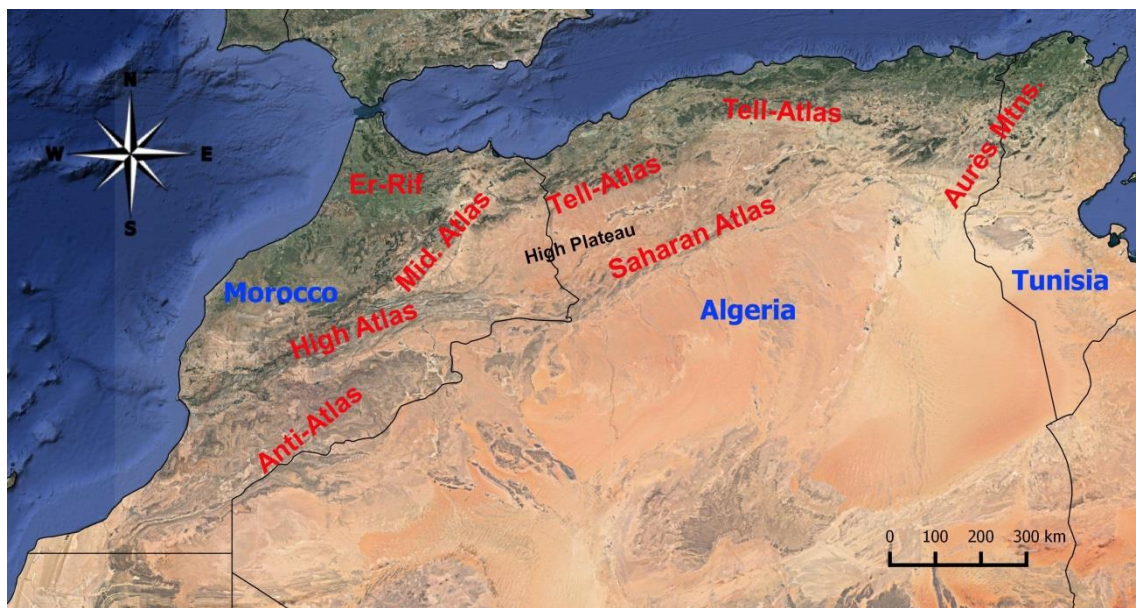 N
W
E
S
Tell-Atlas
Aurès Mtns.
Er-Rif
Tell-Atlas
Mid. Atlas
High Plateau
Saharan Atlas
Morocco
Algeria
Tunisia
High Atlas
Anti-Atlas
0 100 200 300 km